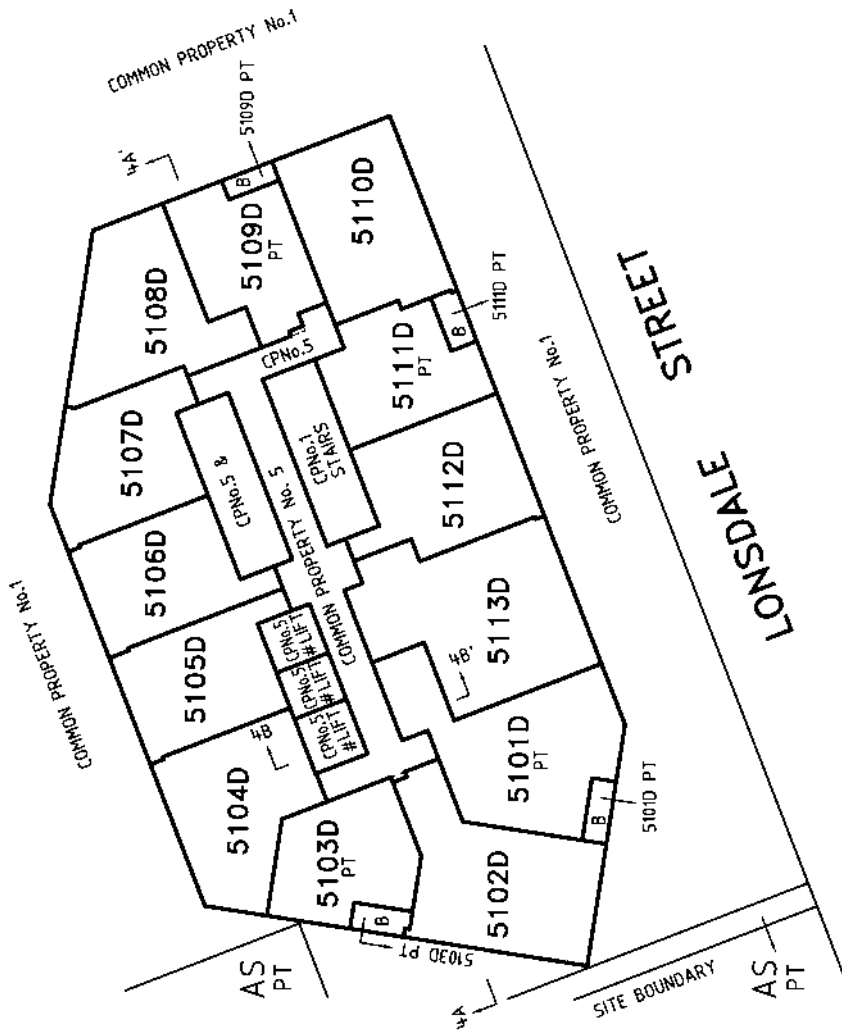 COMMON PROPERTY No.1
4A'
5109D PT
B
5109D
PT
5110D
5108D
CPNo.5
5111D PT
B
5111D
PT
5107D
CPNo.5 &
CPNo.1
STAIRS
5112D
COMMON PROPERTY No. 5
COMMON PROPERTY No.1
LONSDALE STREET
5106D
COMMON PROPERTY No.1
5105D
CPNo.5
#LIFT
CPNo.5
#LIFT
CPNo.5
#LIFT
5113D
4B'
4B
5104D
5101D
PT
B
5101D PT
5103D
PT
B
5103D PT
5102D
AS
PT
4A
SITE BOUNDARY
AS
PT